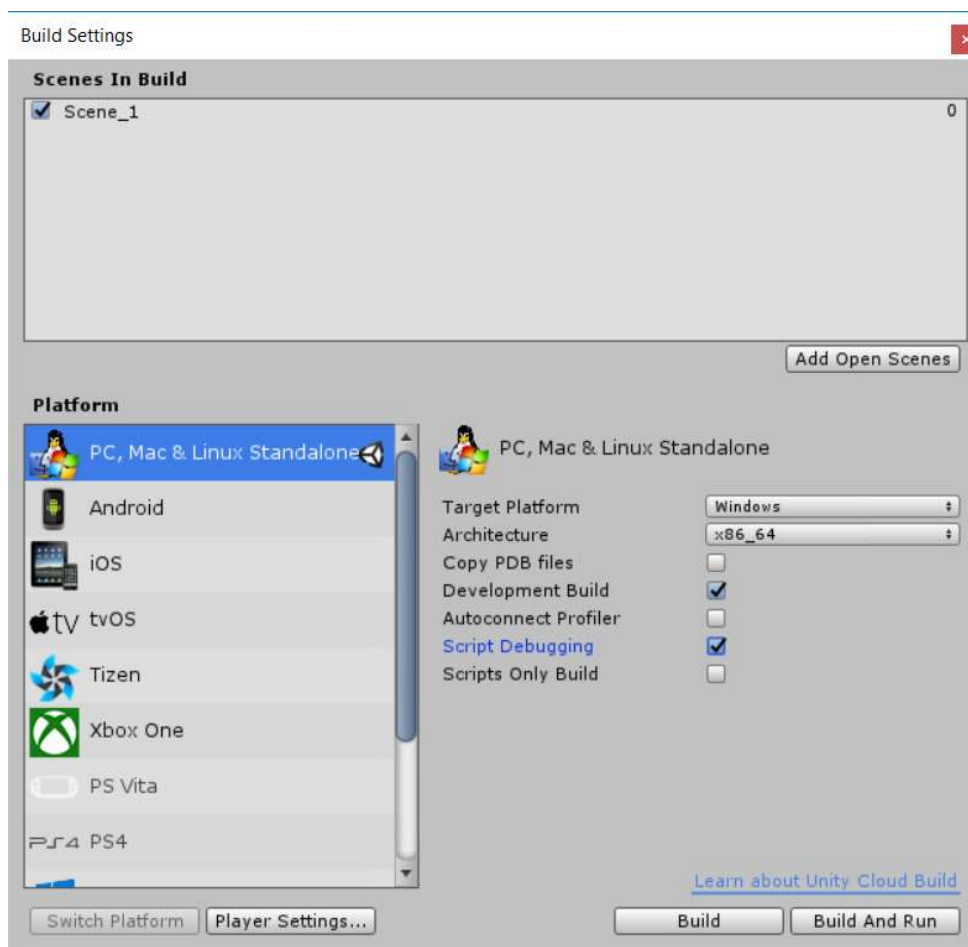 Build Settings
Scenes In Build
Scene_1 0
Add Open Scenes
Platform
PC, Mac & Linux Standalone
Android
iOS
tv tvOS
Tizen
Xbox One
PS Vita
PS4 PS4
PC, Mac & Linux Standalone
Target Platform Windows
Architecture x86_64
Copy PDB files
Development Build
Autoconnect Profiler
Script Debugging
Scripts Only Build
Learn about Unity Cloud Build
Switch Platform Player Settings... Build Build And Run